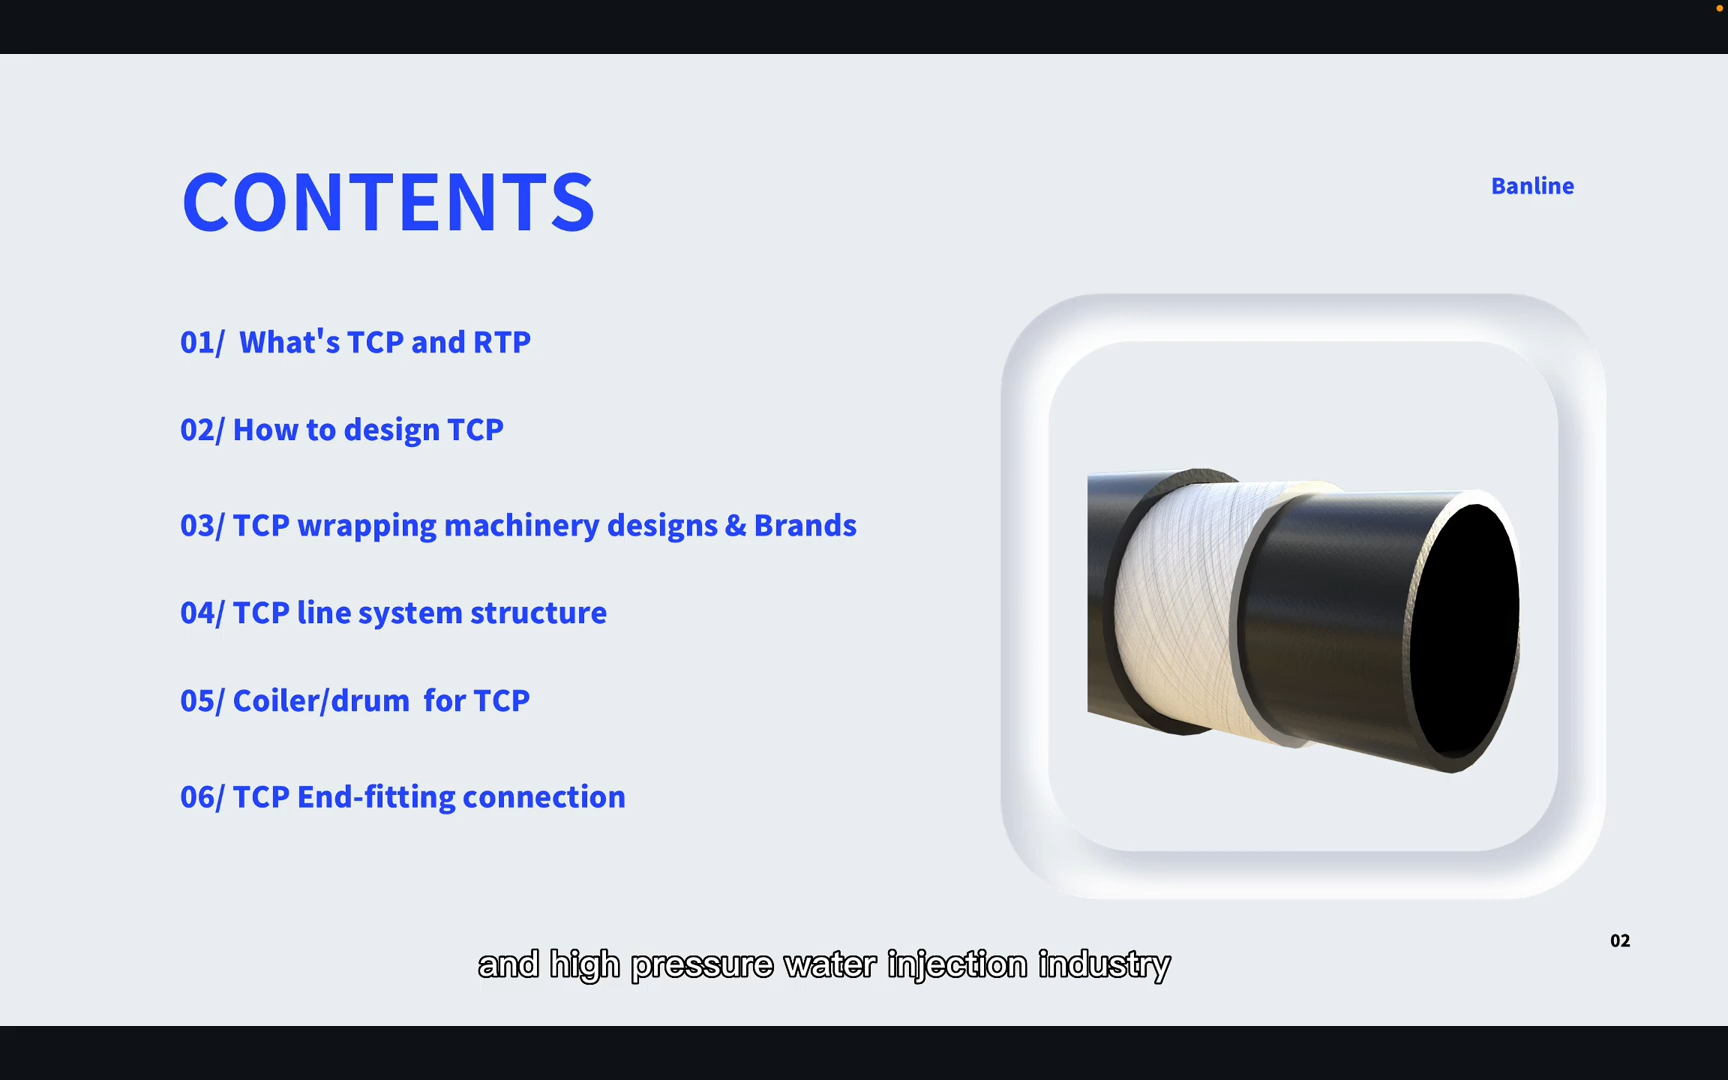 CONTENTS
Banline
01/ What's TCP and RTP
02/ How to design TCP
03/ TCP wrapping machinery designs & Brands
04/ TCP line system structure
05/ Coiler/drum for TCP
06/ TCP End-fitting connection
02
and high pressure water injection industry